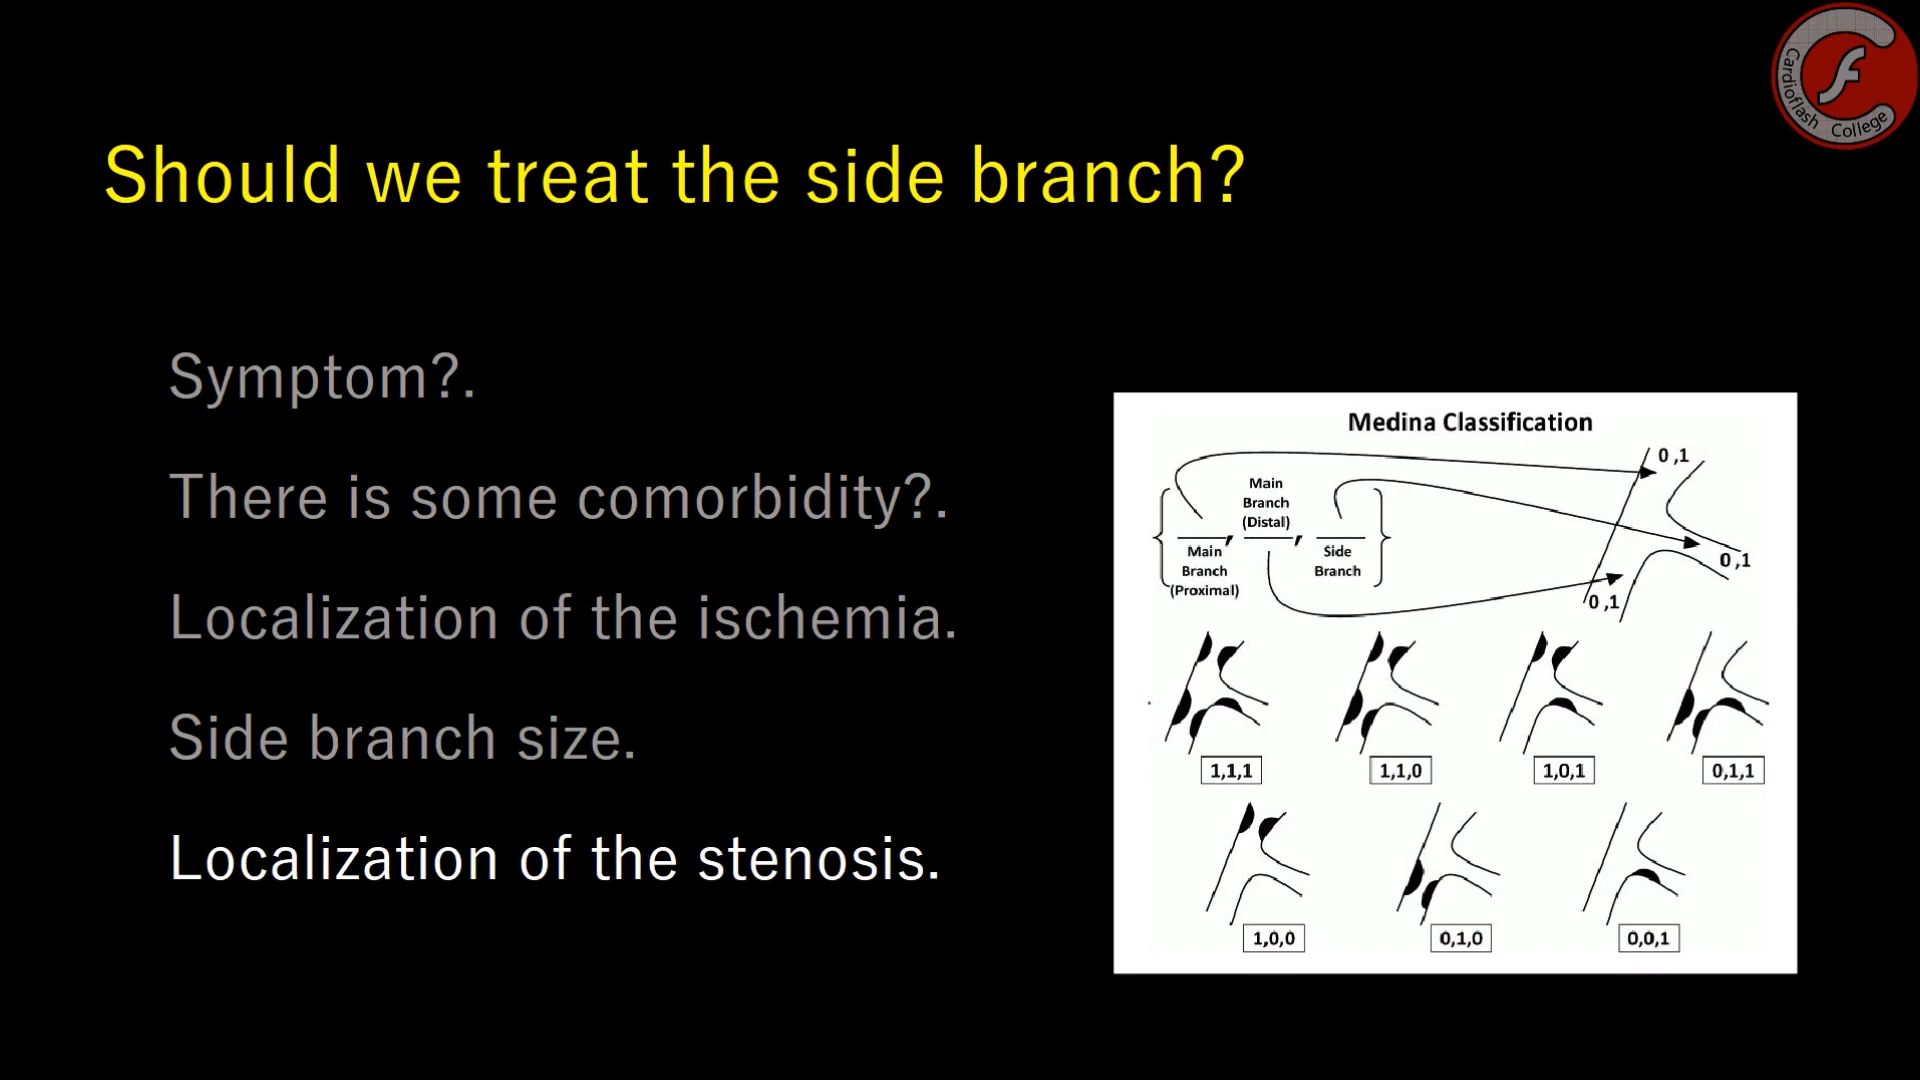 Cardioflash College
Should we treat the side branch?
Symptom?.
There is some comorbidity?.
Localization of the ischemia.
Side branch size.
Localization of the stenosis.
Medina Classification
0 ,1
Main
Branch
(Distal)
Main
Branch
(Proximal)
Side
Branch
0 ,1
0 ,1
1,1,1
1,1,0
1,0,1
0,1,1
1,0,0
0,1,0
0,0,1